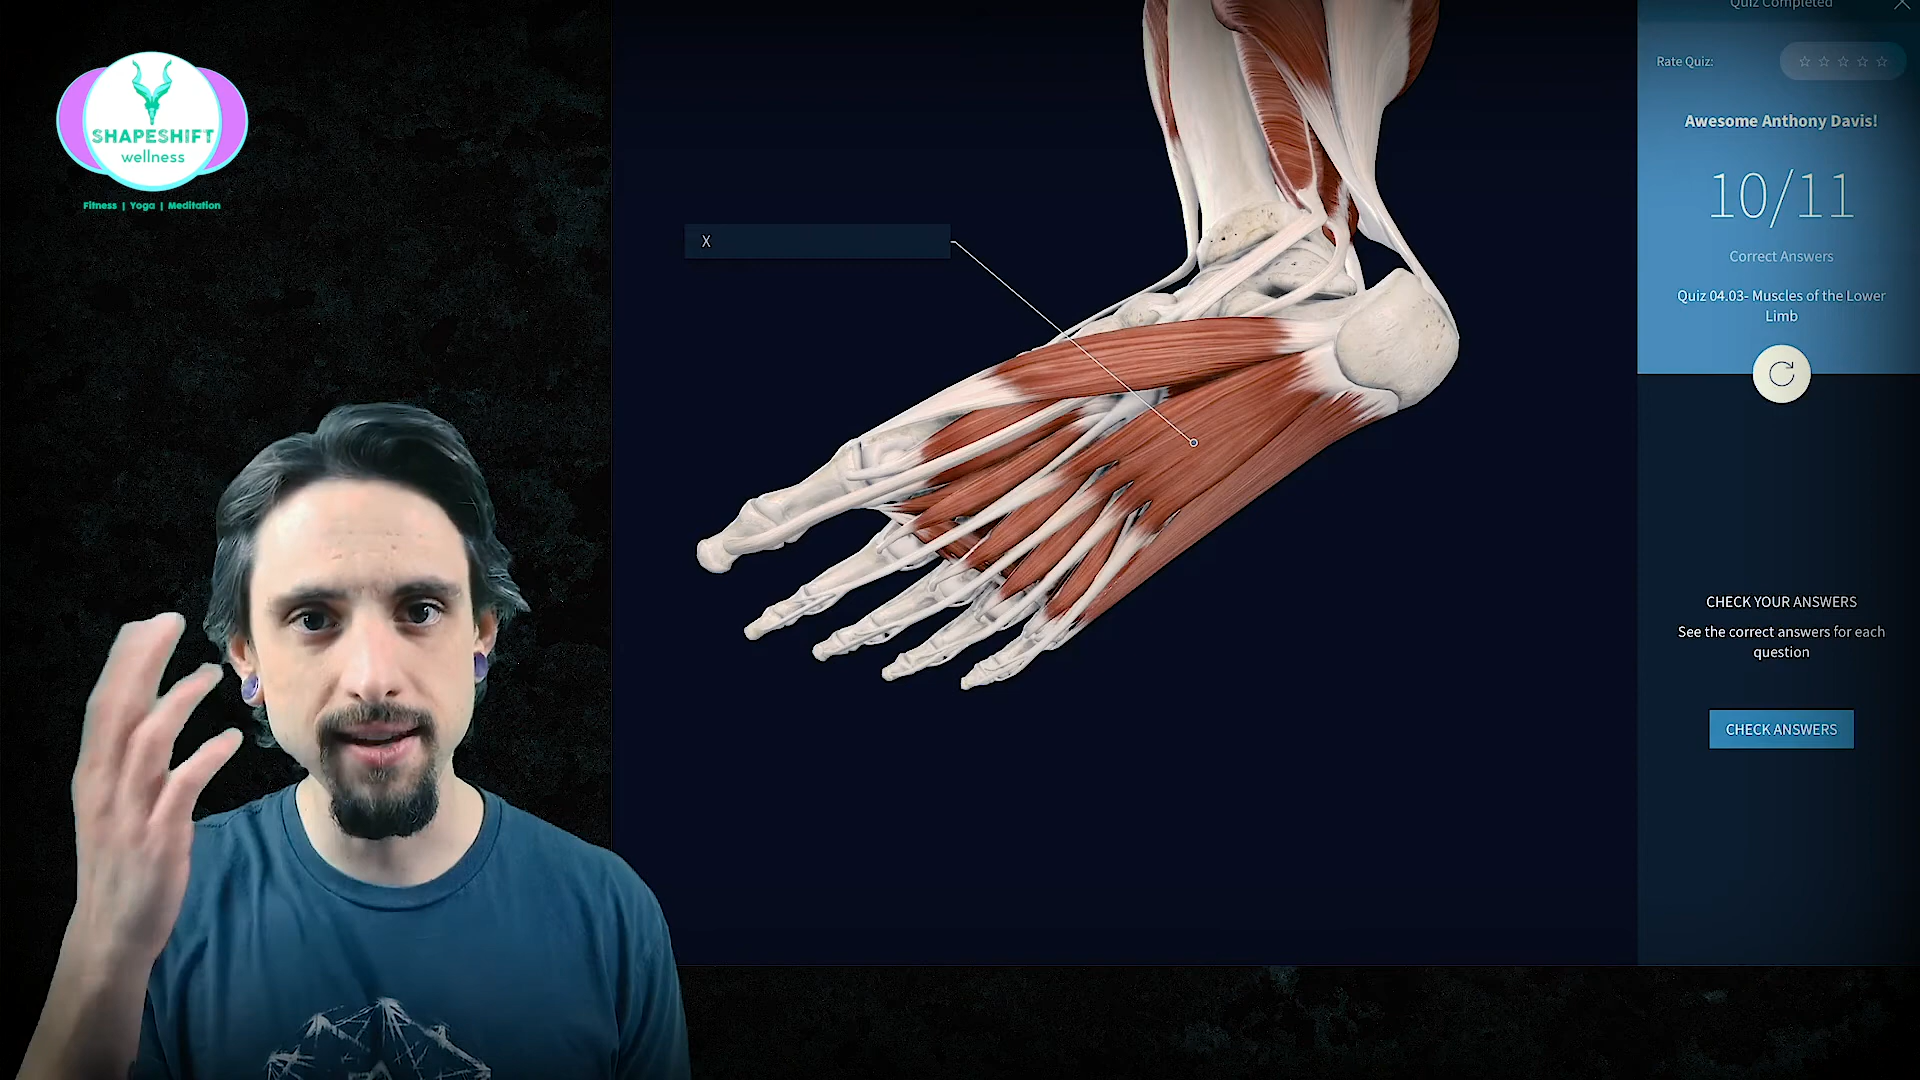 SHAPESHIFT
wellness
Fitness | Yoga | Meditation
X
Quiz Completed
Rate Quiz:
Awesome Anthony Davis!
10/11
Correct Answers
Quiz 04.03- Muscles of the Lower
Limb
CHECK YOUR ANSWERS
See the correct answers for each
question
CHECK ANSWERS